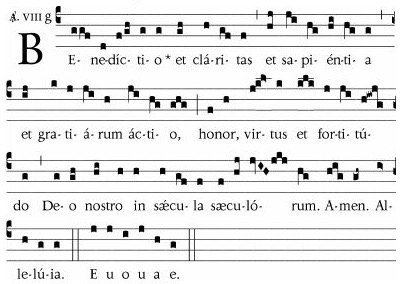 A. VIII g
BE- ne-díc- ti- o * et clá-ri- tas et sa-pi- én-ti- a
et gra-ti- á-rum ác-ti- o, honor, vir- tus et for-ti- tú-
do De- o nostro in sǽcu- la sæcu-ló- rum. A-men. Al-
le-lú-ia. E u o u a e.